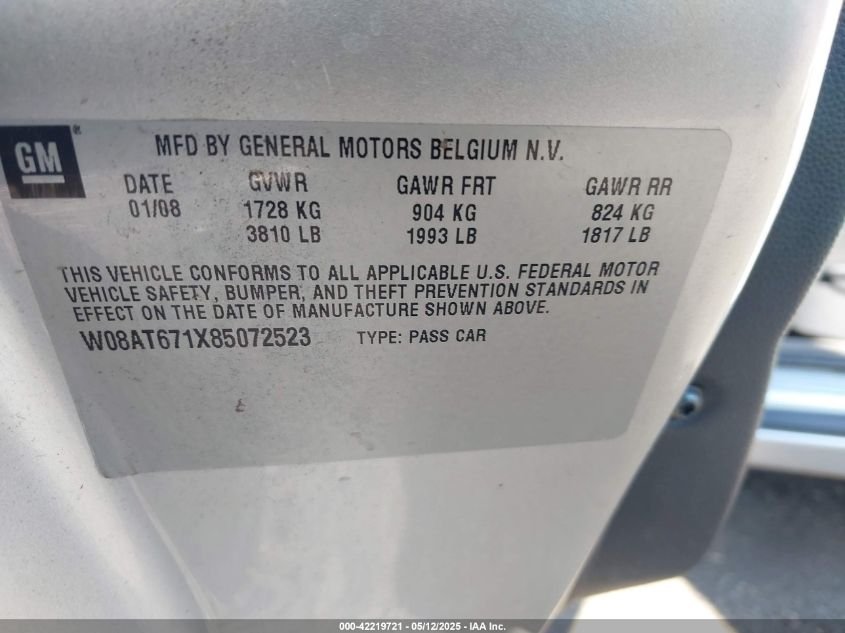 GM ®
MFD BY GENERAL MOTORS BELGIUM N.V.
DATE GVWR GAWR FRT GAWR RR
01/08 1728 KG 904 KG 824 KG
3810 LB 1993 LB 1817 LB
THIS VEHICLE CONFORMS TO ALL APPLICABLE U.S. FEDERAL MOTOR
VEHICLE SAFETY, BUMPER, AND THEFT PREVENTION STANDARDS IN
EFFECT ON THE DATE OF MANUFACTURE SHOWN ABOVE.
W08AT671X85072523 TYPE: PASS CAR
000-42219721 - 05/12/2025 - IAA Inc.